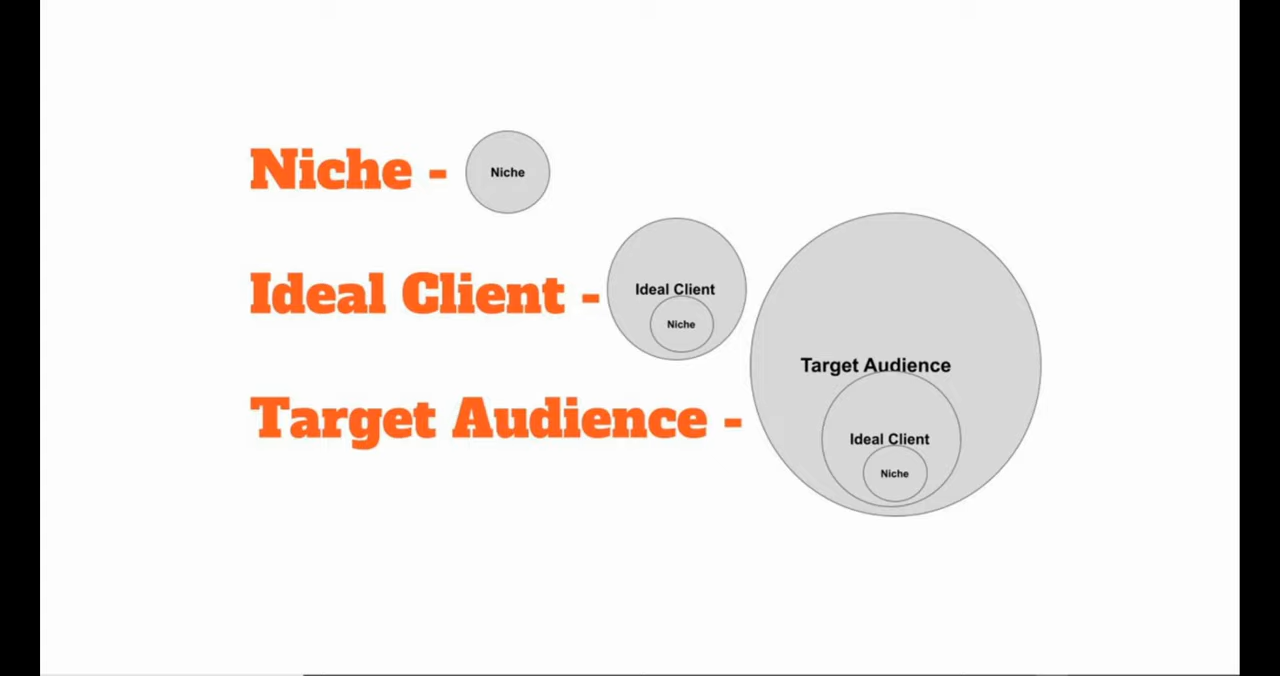 Niche -
Niche
Ideal Client -
Ideal Client
Niche
Target Audience -
Target Audience
Ideal Client
Niche